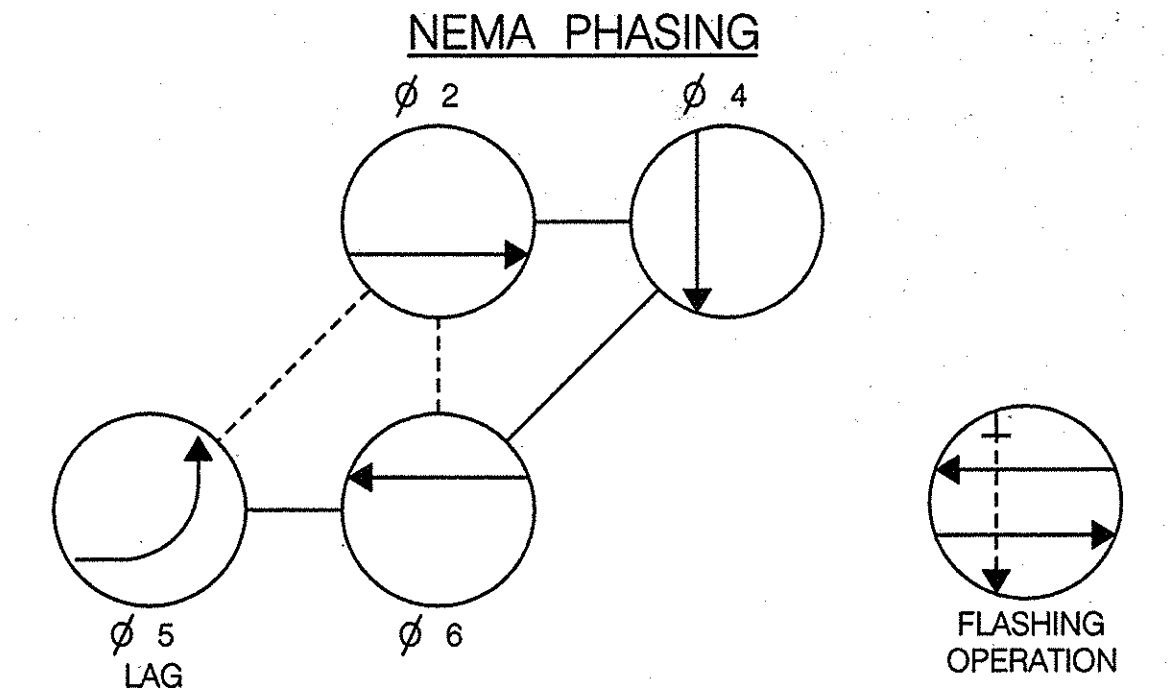 NEMA PHASING
Ø 2
Ø 4
Ø 5
LAG
Ø 6
FLASHING
OPERATION